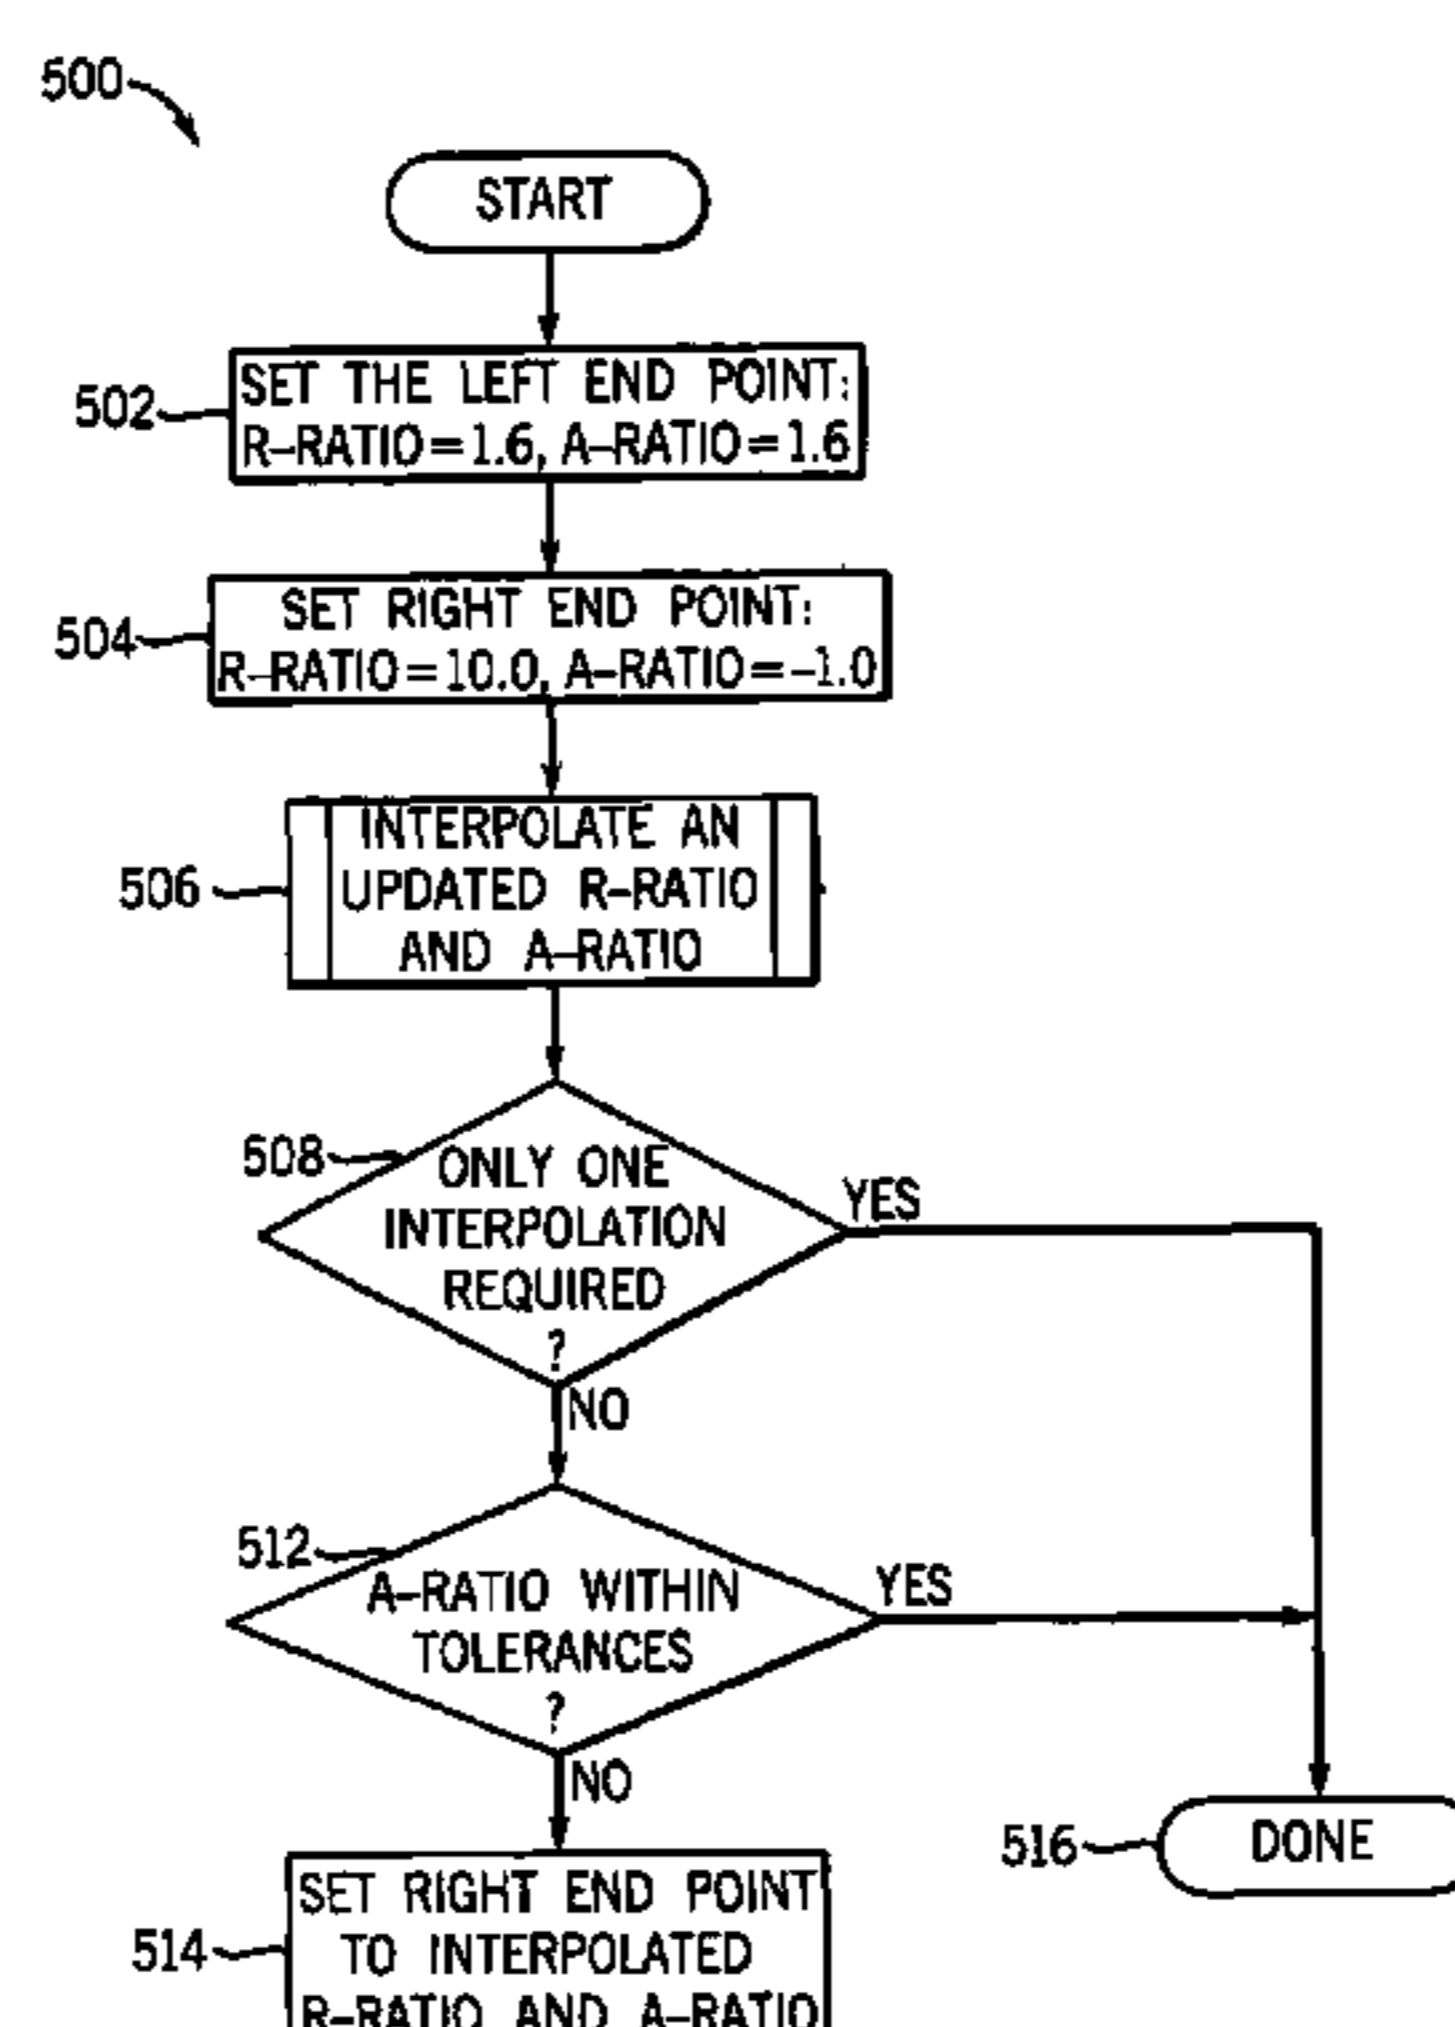 500
START
502
SET THE LEFT END POINT:
R-RATIO=1.6, A-RATIO=1.6
504
SET RIGHT END POINT:
R-RATIO=10.0, A-RATIO=-1.0
506
INTERPOLATE AN
UPDATED R-RATIO
AND A-RATIO
508
ONLY ONE
INTERPOLATION
REQUIRED
?
YES
NO
512
A-RATIO WITHIN
TOLERANCES
?
YES
NO
516
DONE
514
SET RIGHT END POINT
TO INTERPOLATED
R-RATIO AND A-RATIO